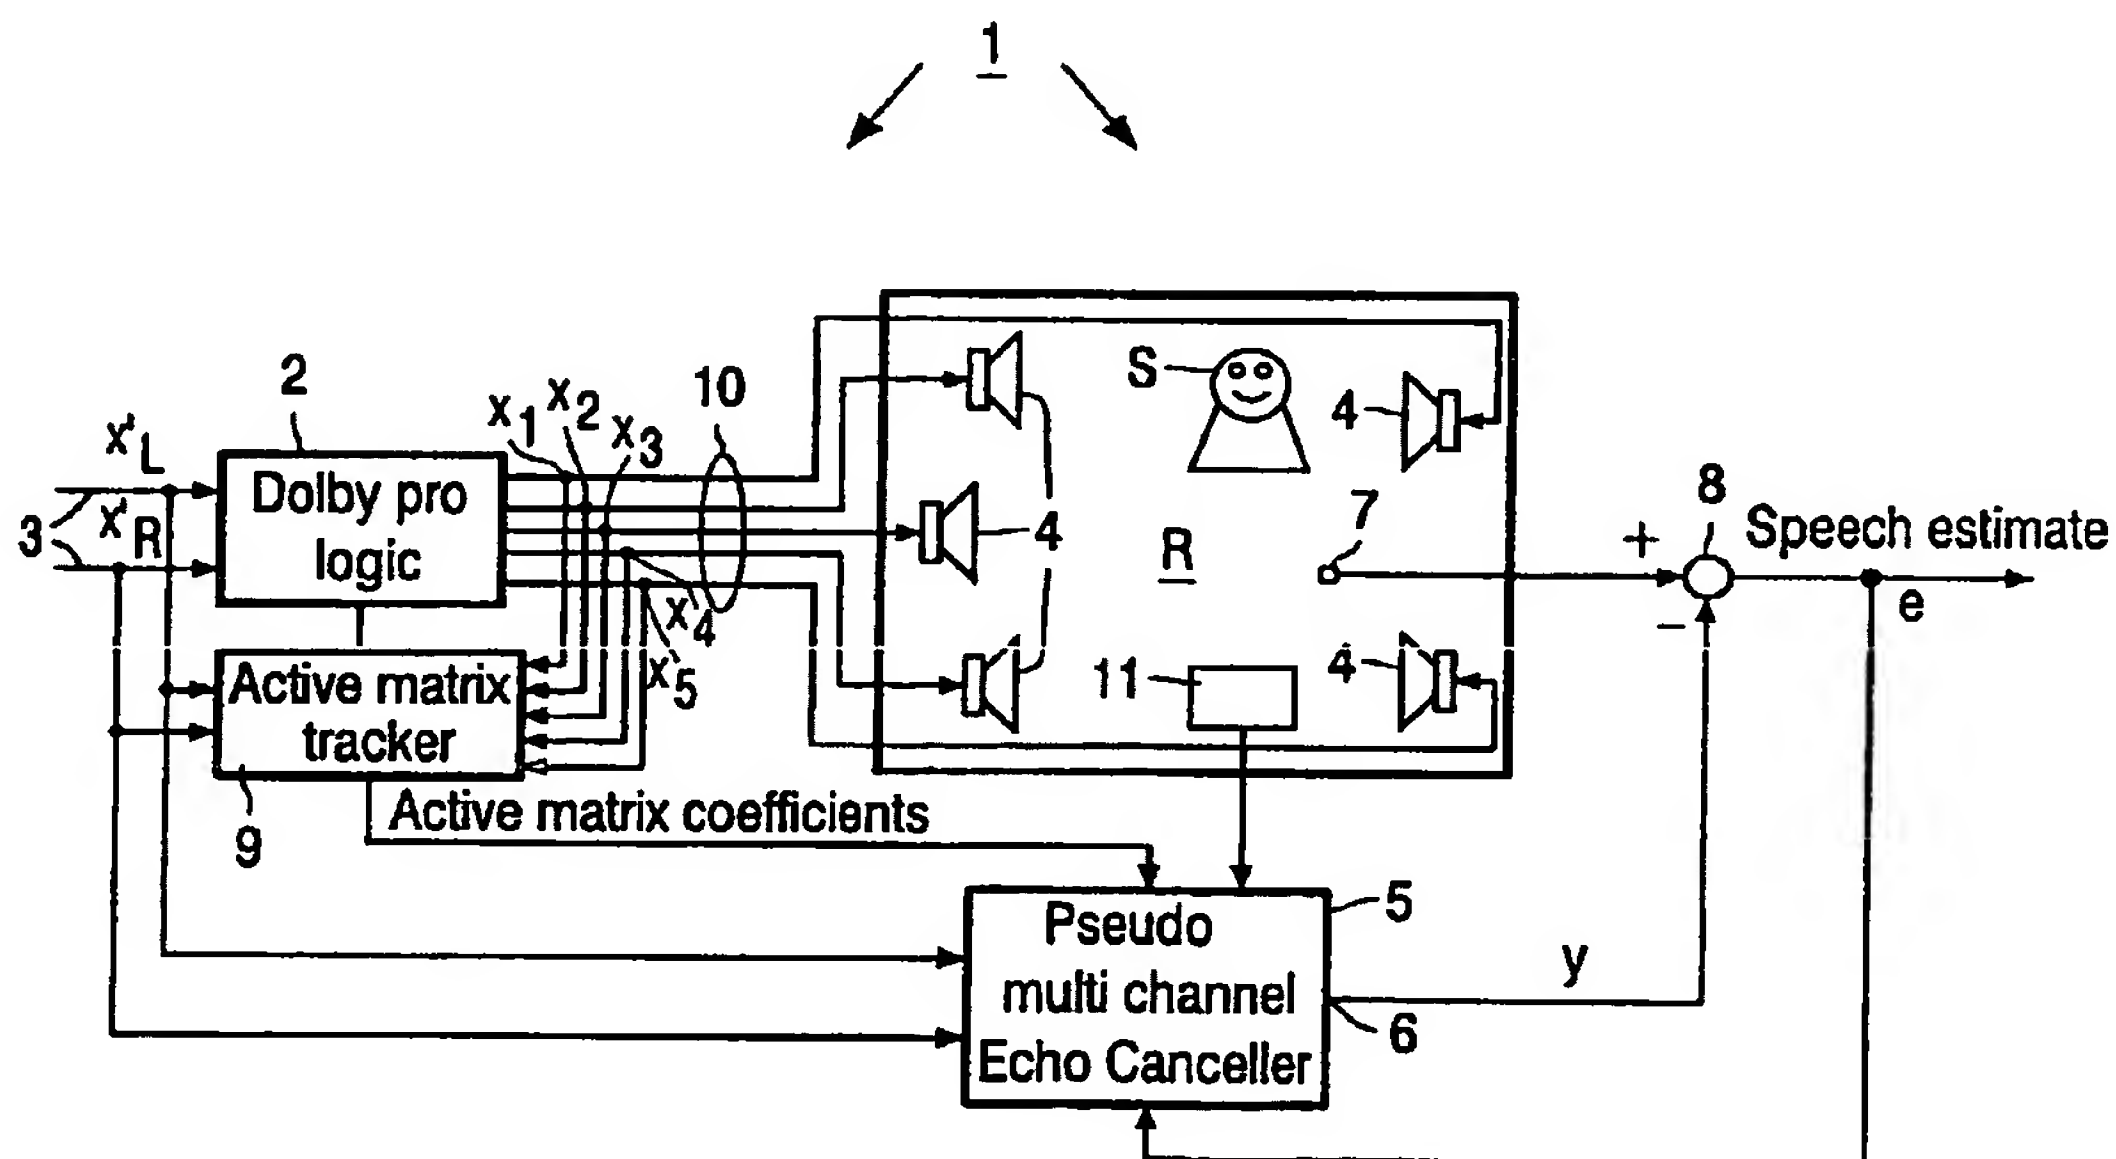 1
2
x'L
x'R
3
Dolby pro
logic
x1
x2
x3
10
x4
x5
S
4
4
4
R
7
8
+
−
Speech estimate
e
11
Active matrix
tracker
9
Active matrix coefficients
Pseudo
multi channel
Echo Canceller
5
6
y